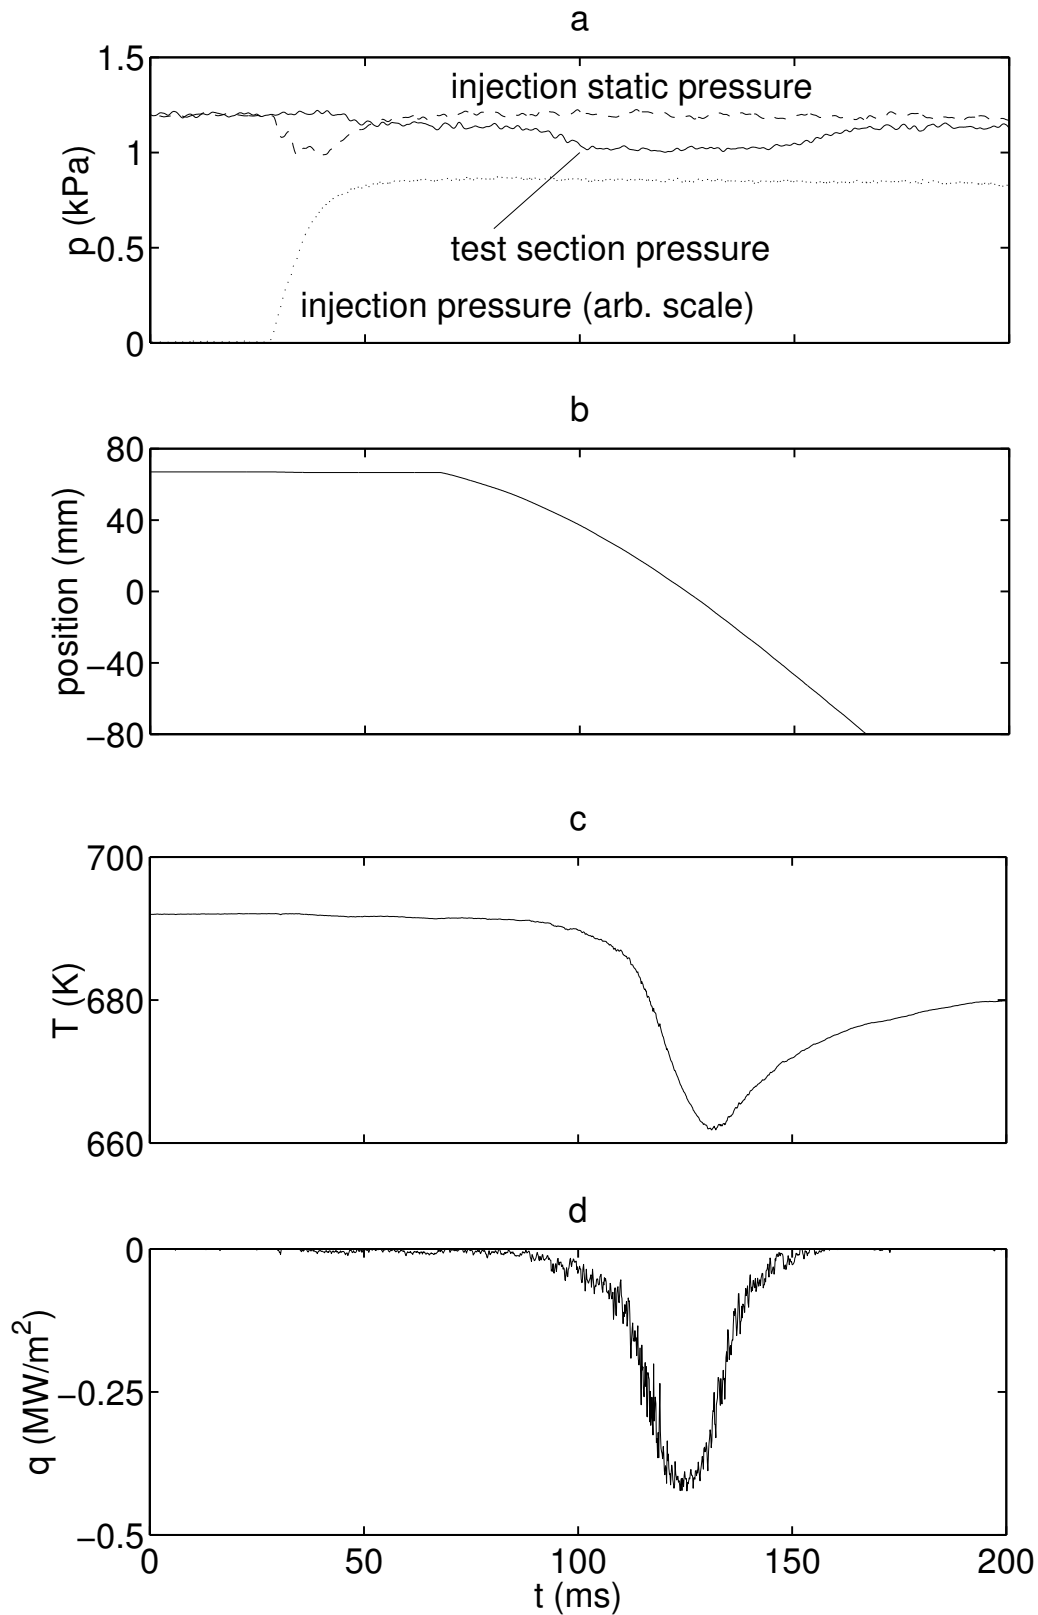 a
1.5
injection static pressure
1
p (kPa)
0.5
test section pressure
injection pressure (arb. scale)
0
b
80
40
position (mm)
0
−40
−80
c
700
T (K)
680
660
d
0
q (MW/m²)
−0.25
−0.5
0 50 100 150 200
t (ms)